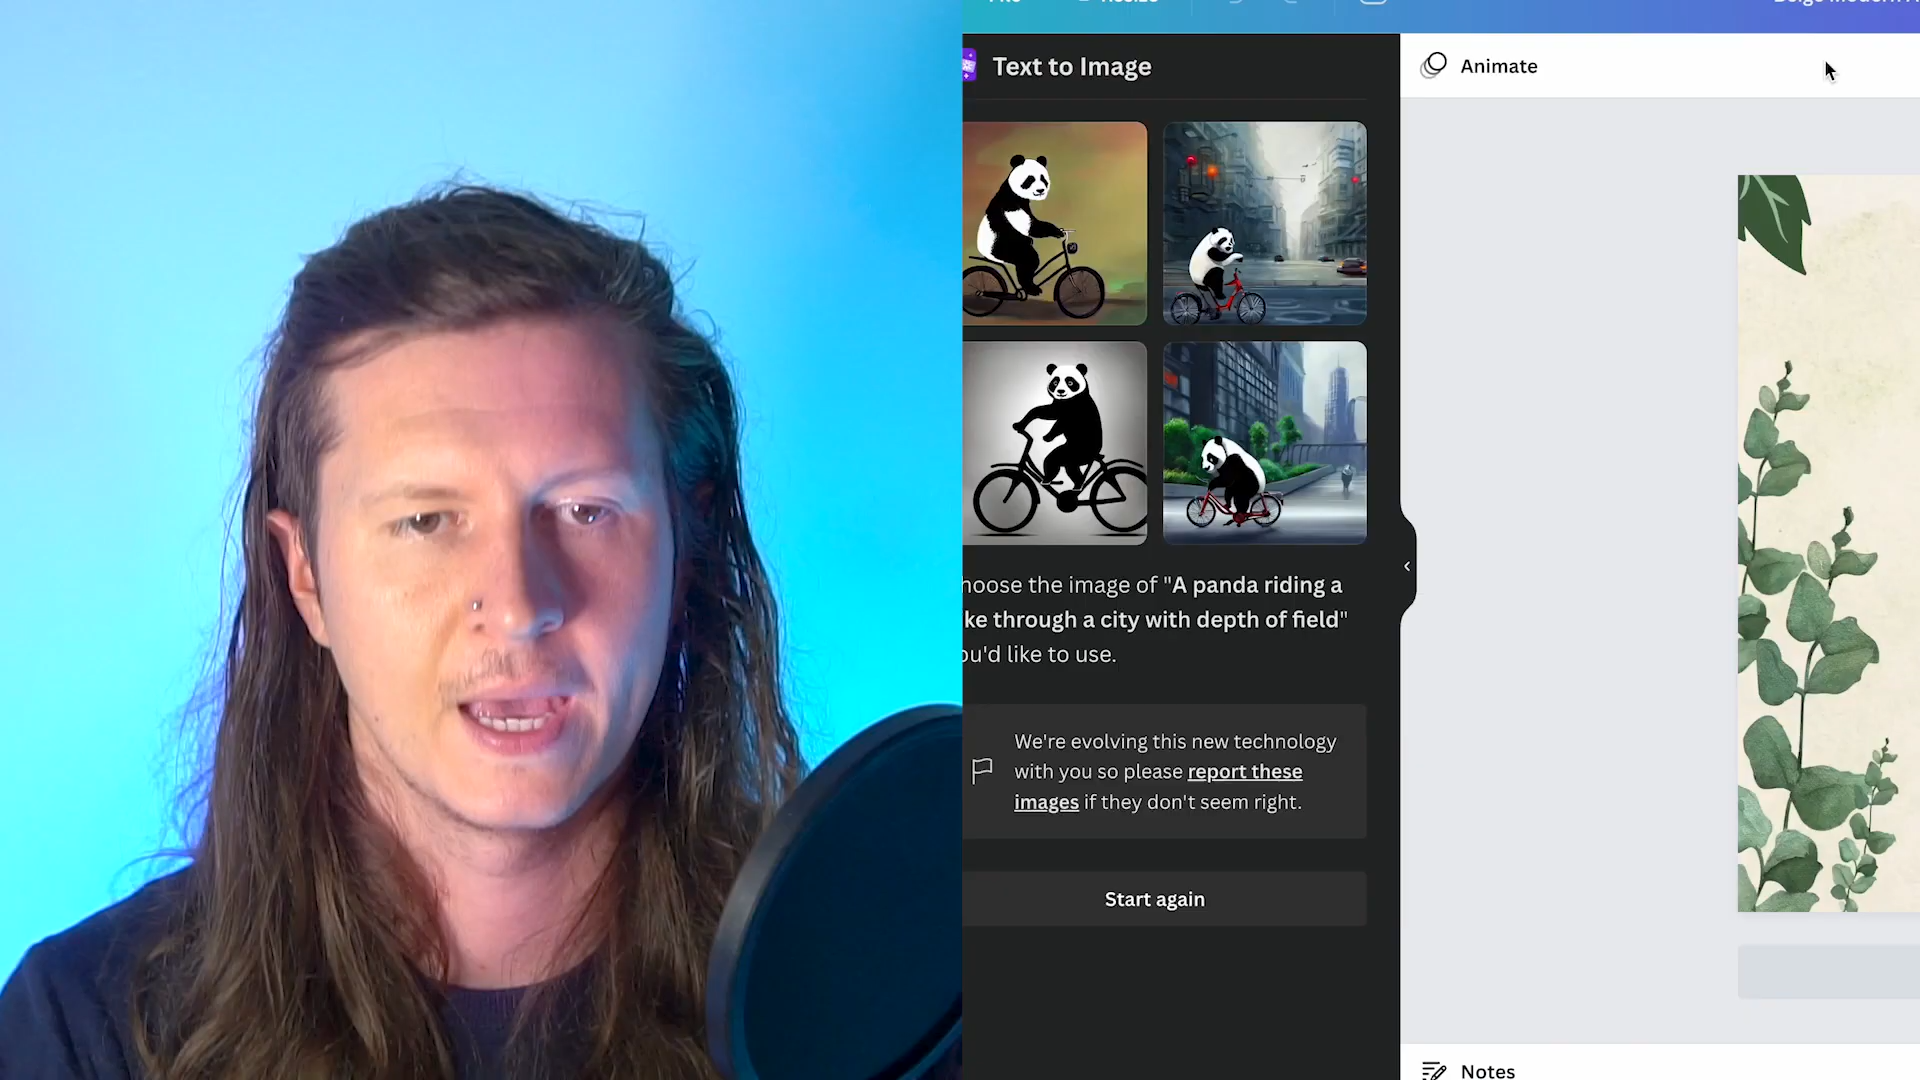 Text to Image
Animate
hoose the image of "A panda riding a
ke through a city with depth of field"
ou'd like to use.
We're evolving this new technology
with you so please report these
images if they don't seem right.
Start again
Notes